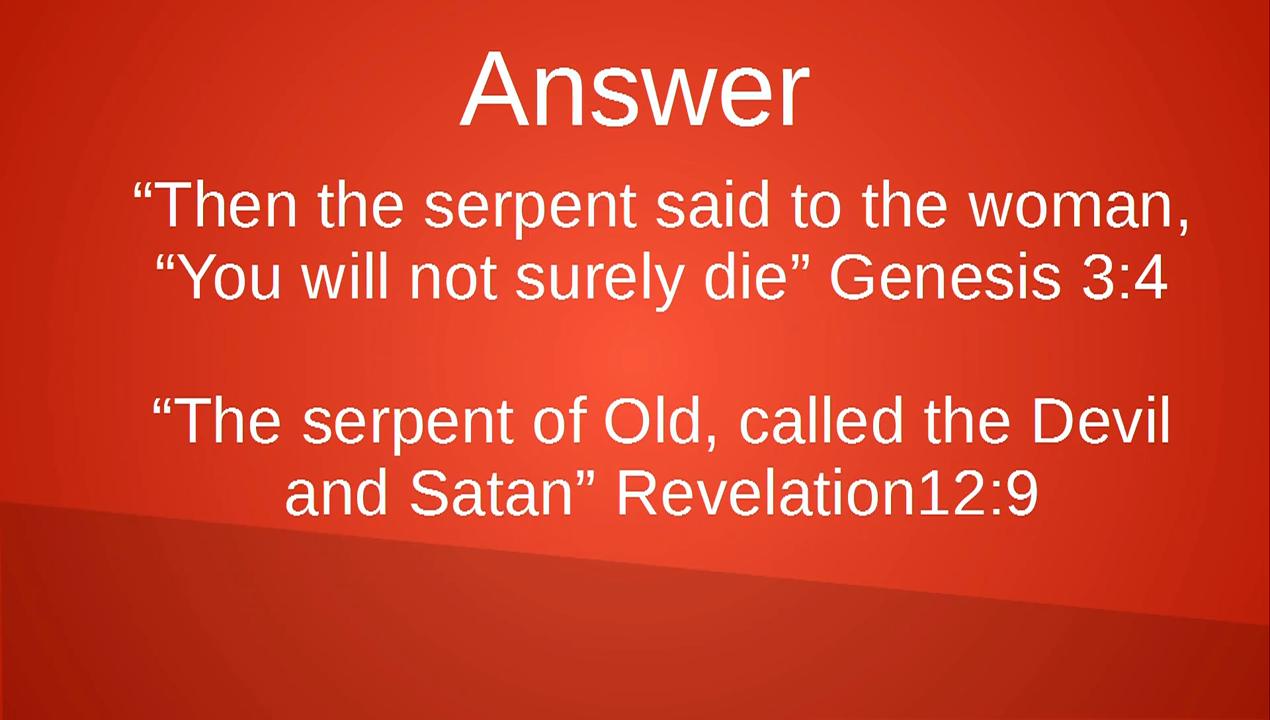 Answer
“Then the serpent said to the woman,
“You will not surely die” Genesis 3:4
“The serpent of Old, called the Devil
and Satan” Revelation12:9